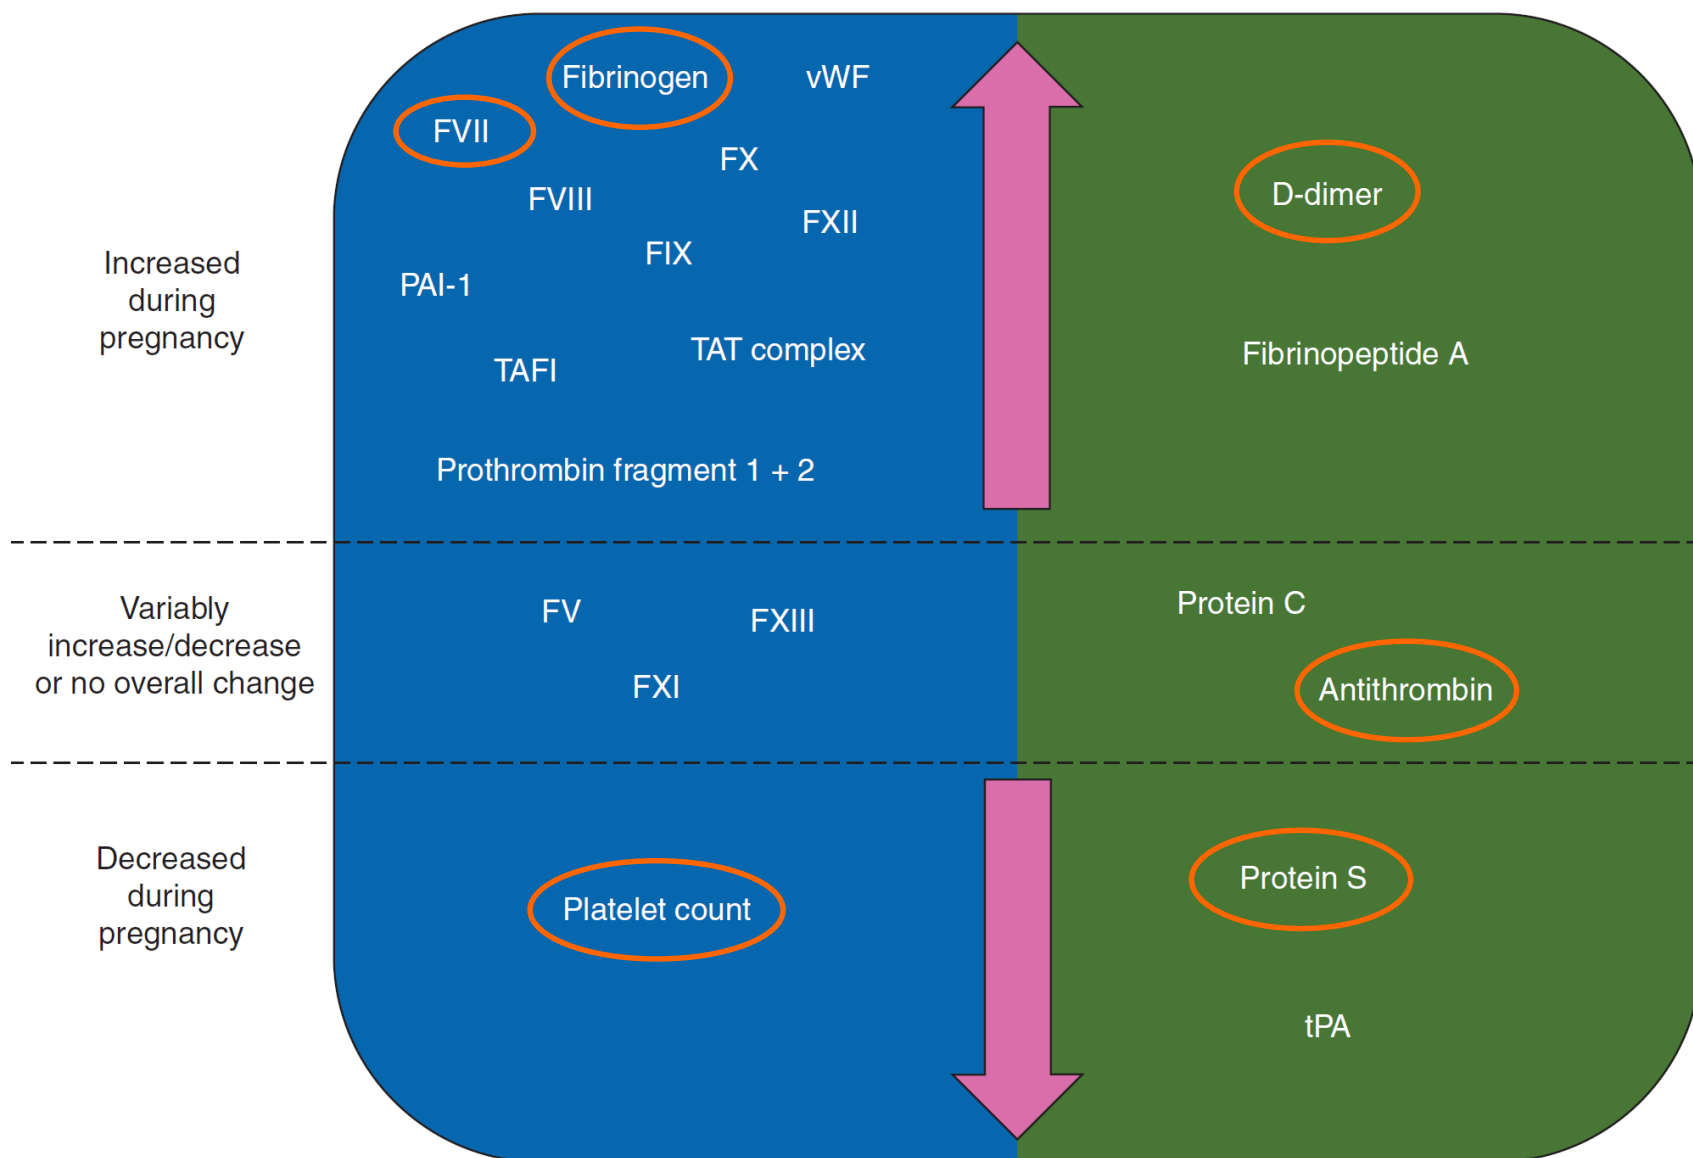 Increased
during
pregnancy
Fibrinogen
vWF
FVII
FX
FVIII
FXII
FIX
PAI-1
TAT complex
TAFI
Prothrombin fragment 1 + 2
D-dimer
Fibrinopeptide A
Variably
increase/decrease
or no overall change
FV
FXIII
FXI
Protein C
Antithrombin
Decreased
during
pregnancy
Platelet count
Protein S
tPA